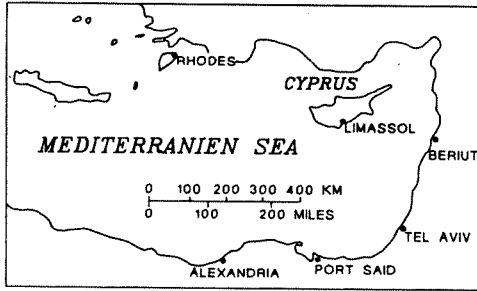 RHODES
CYPRUS
LIMASSOL
MEDITERRANIEN SEA
BERIUT
0 100 200 300 400 KM
0 100 200 MILES
TEL AVIV
ALEXANDRIA
PORT SAID